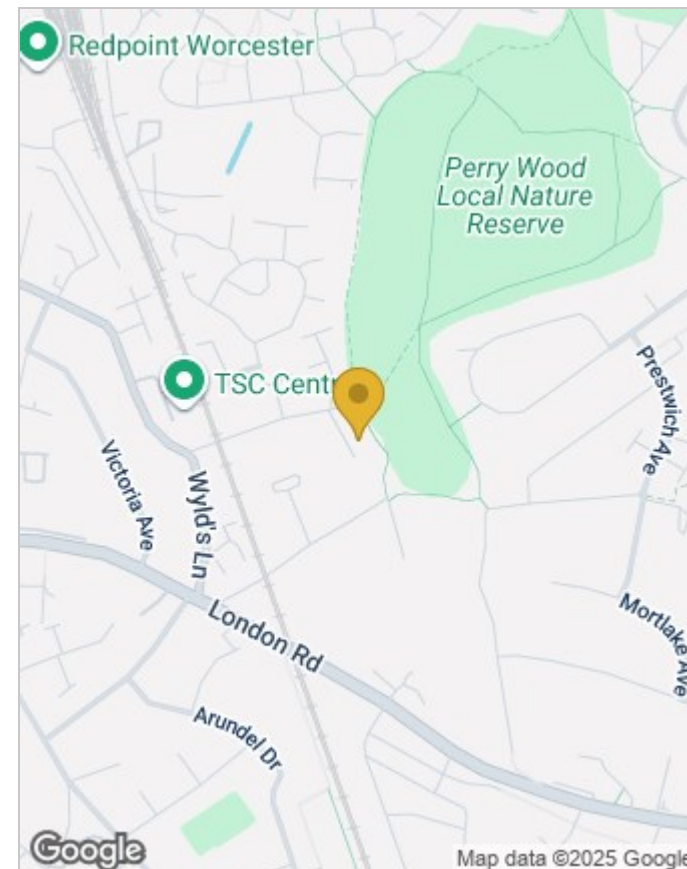 Redpoint Worcester
Perry Wood
Local Nature
Reserve
TSC Cent
Prestwich Ave
Victoria Ave
Wyld's Ln
London Rd
Mortlake Ave
Arundel Dr
Google
Map data ©2025 Google